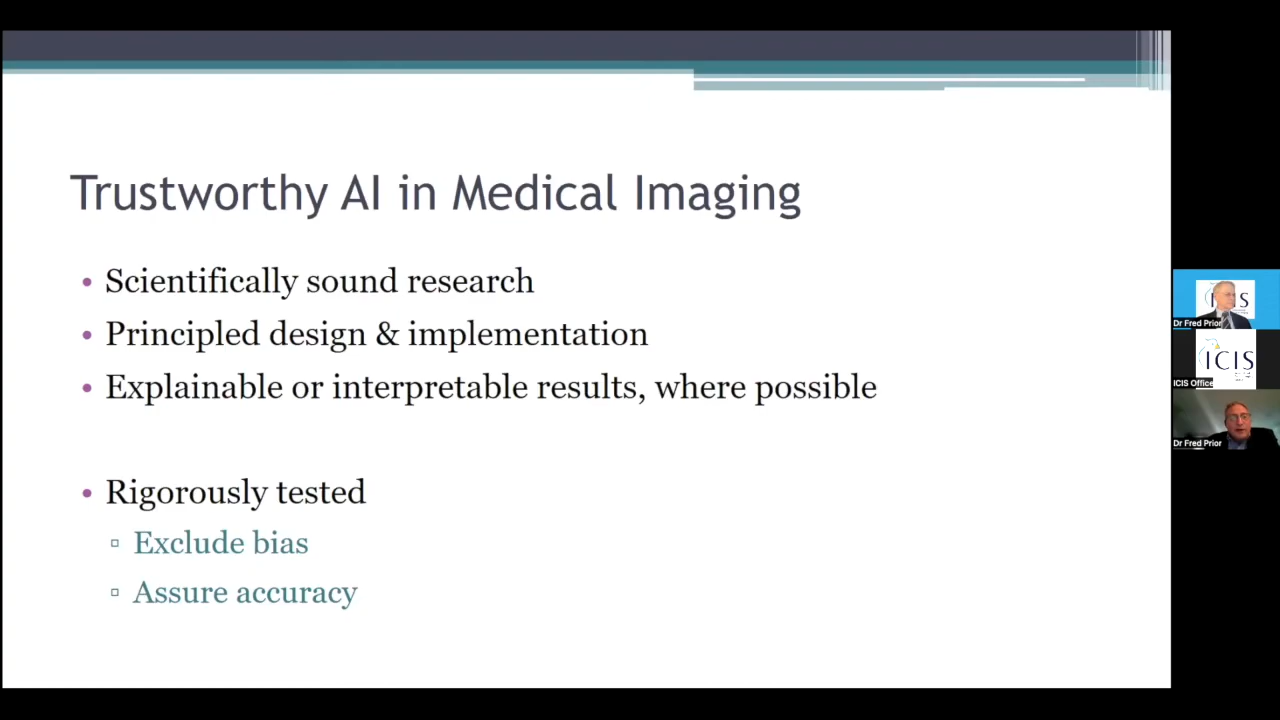 Trustworthy AI in Medical Imaging
• Scientifically sound research
• Principled design & implementation
• Explainable or interpretable results, where possible
• Rigorously tested
▫ Exclude bias
▫ Assure accuracy
Dr Fred Prior
ICIS
ICIS Office
Dr Fred Prior